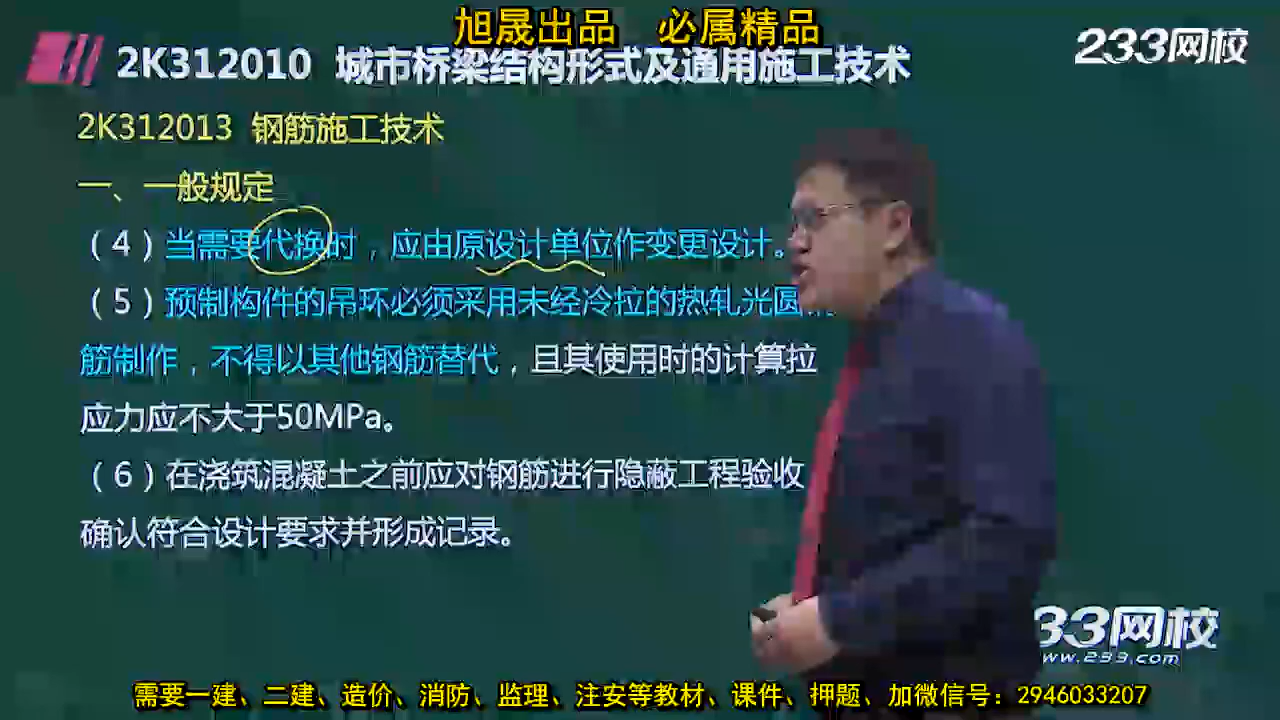 旭晟出品 必属精品
233网校
2K312010 城市桥梁结构形式及通用施工技术
2K312013 钢筋施工技术
一、一般规定
（4）当需要代换时，应由原设计单位作变更设计。
（5）预制构件的吊环必须采用未经冷拉的热轧光圆
筋制作，不得以其他钢筋替代，且其使用时的计算拉
应力应不大于50MPa。
（6）在浇筑混凝土之前应对钢筋进行隐蔽工程验收
确认符合设计要求并形成记录。
33网校
www.233.com
需要一建、二建、造价、消防、监理、注安等教材、课件、押题、加微信号：2946033207